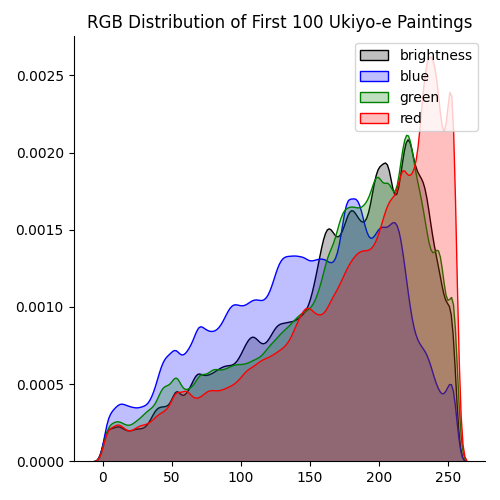 RGB Distribution of First 100 Ukiyo-e Paintings
brightness
blue
green
red
0.0025
0.0020
0.0015
0.0010
0.0005
0.0000
0 50 100 150 200 250